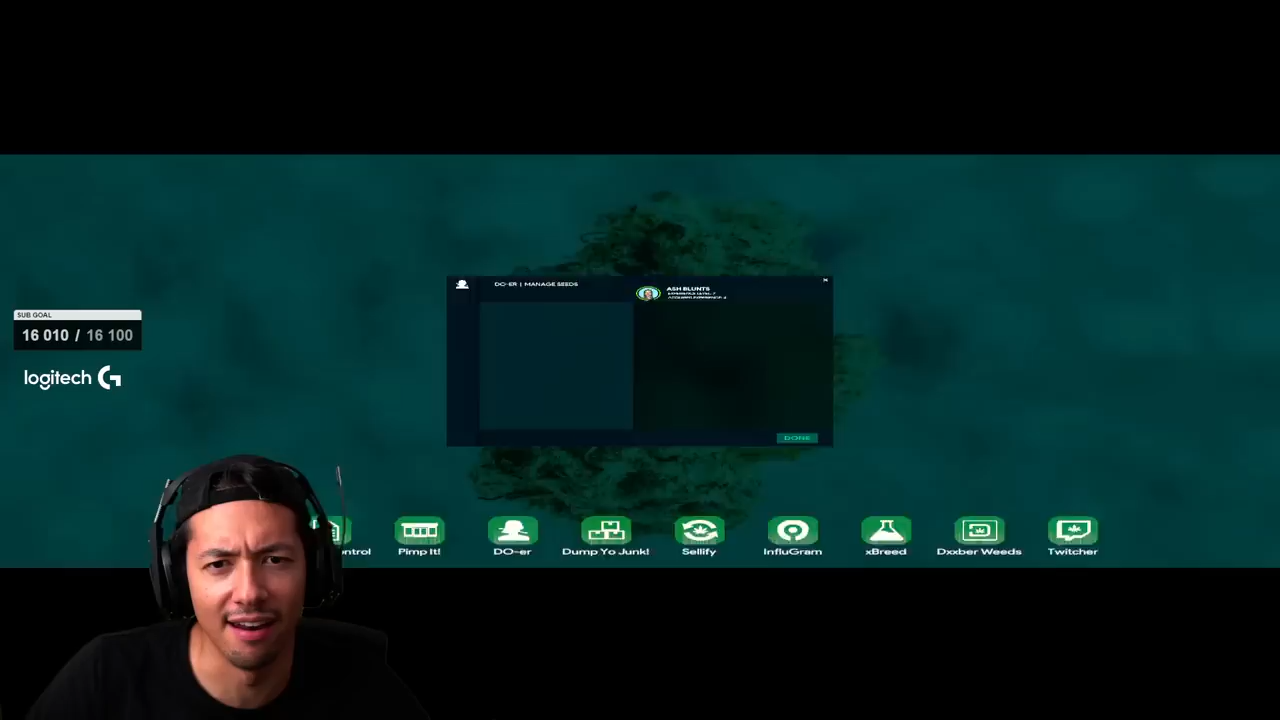 DO-ER | MANAGE SEEDS
ASH BLUNTS
SUB GOAL
16 010 / 16 100
logitech G
DONE
Pimp It!
DO-er
Dump Yo Junk!
Sellify
InfluGram
xBreed
Dxxber Weeds
Twitcher